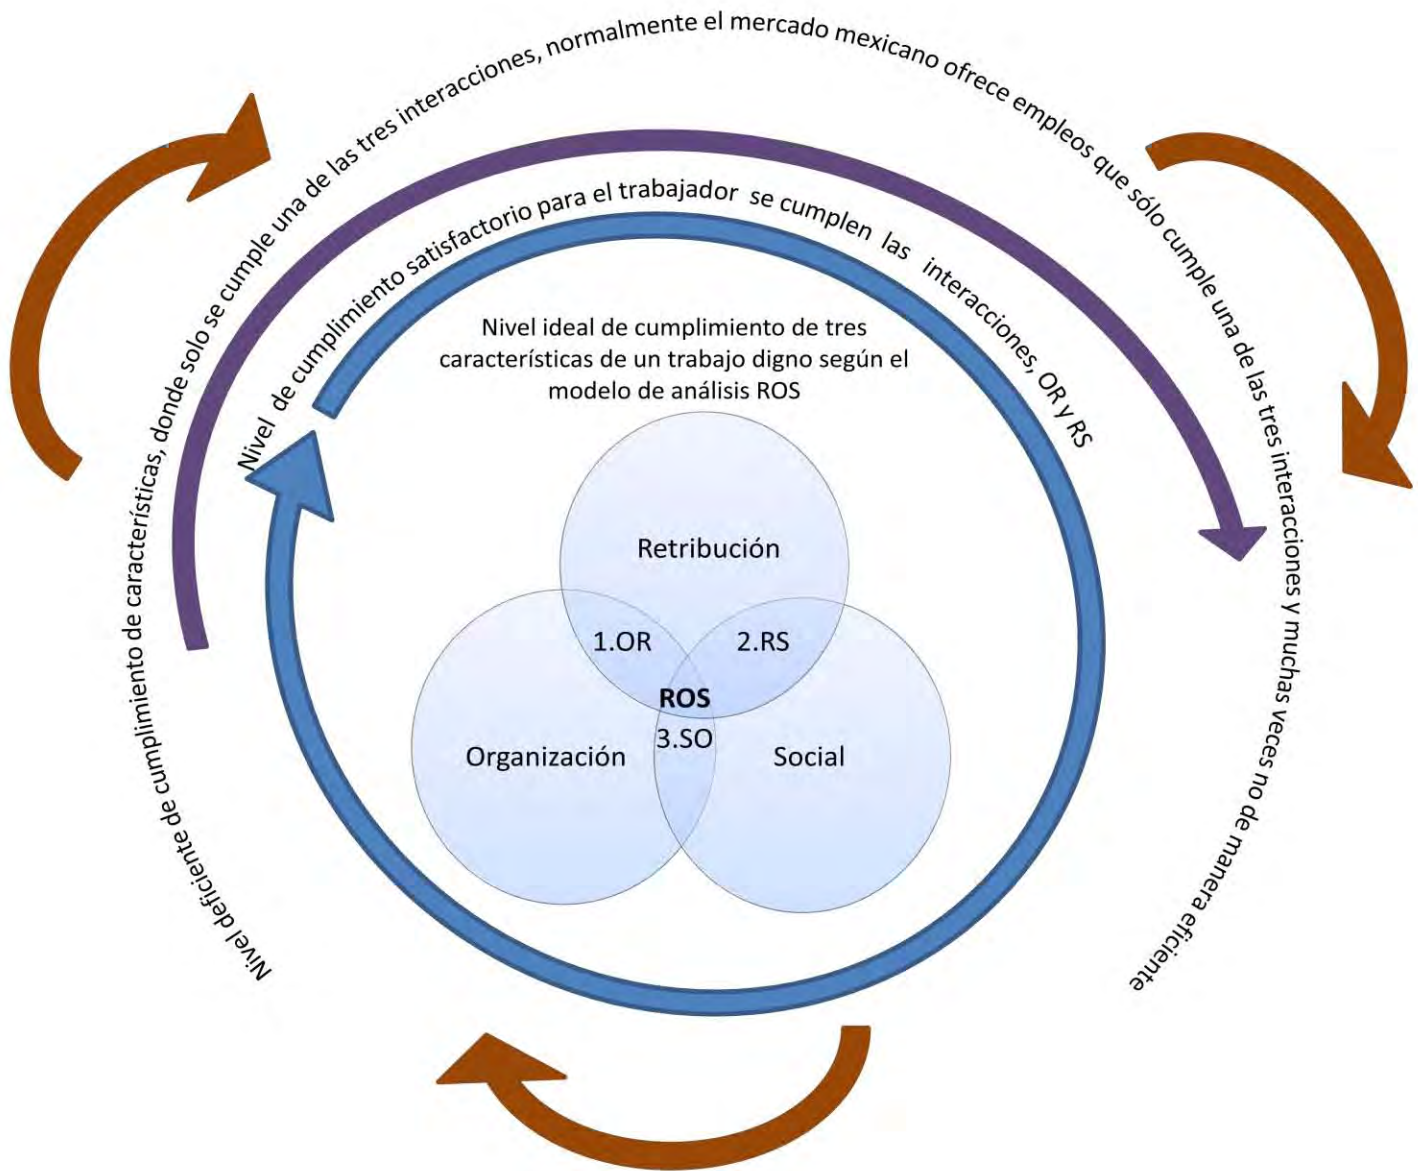 Nivel deficiente de cumplimiento de características, donde solo se cumple una de las tres interacciones, normalmente el mercado mexicano ofrece empleos que sólo cumple una de las tres interacciones y muchas veces no de manera eficiente
Nivel de cumplimiento satisfactorio para el trabajador se cumplen las interacciones, OR y RS
Nivel ideal de cumplimiento de tres
características de un trabajo digno según el
modelo de análisis ROS
Retribución
1.OR
2.RS
ROS
3.SO
Organización
Social